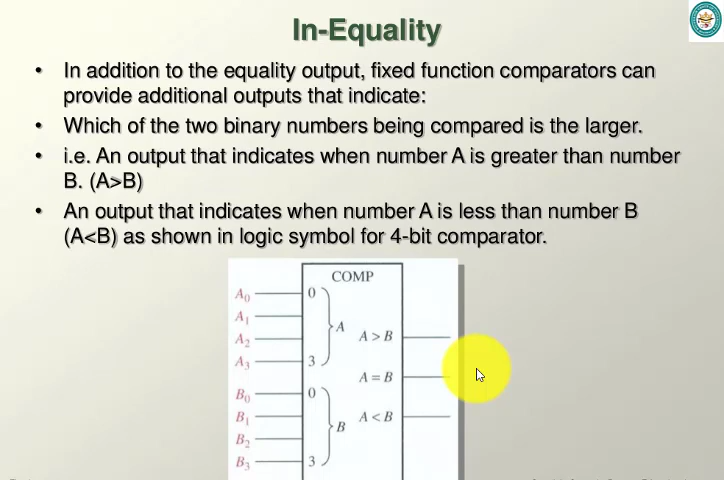 In-Equality
• In addition to the equality output, fixed function comparators can
provide additional outputs that indicate:
• Which of the two binary numbers being compared is the larger.
• i.e. An output that indicates when number A is greater than number
B. (A>B)
• An output that indicates when number A is less than number B
(A<B) as shown in logic symbol for 4-bit comparator.
COMP
A₀ 0
A₁
A A > B
A₂
A₃ 3
A = B
B₀ 0
B₁ A < B
B
B₂
B₃ 3